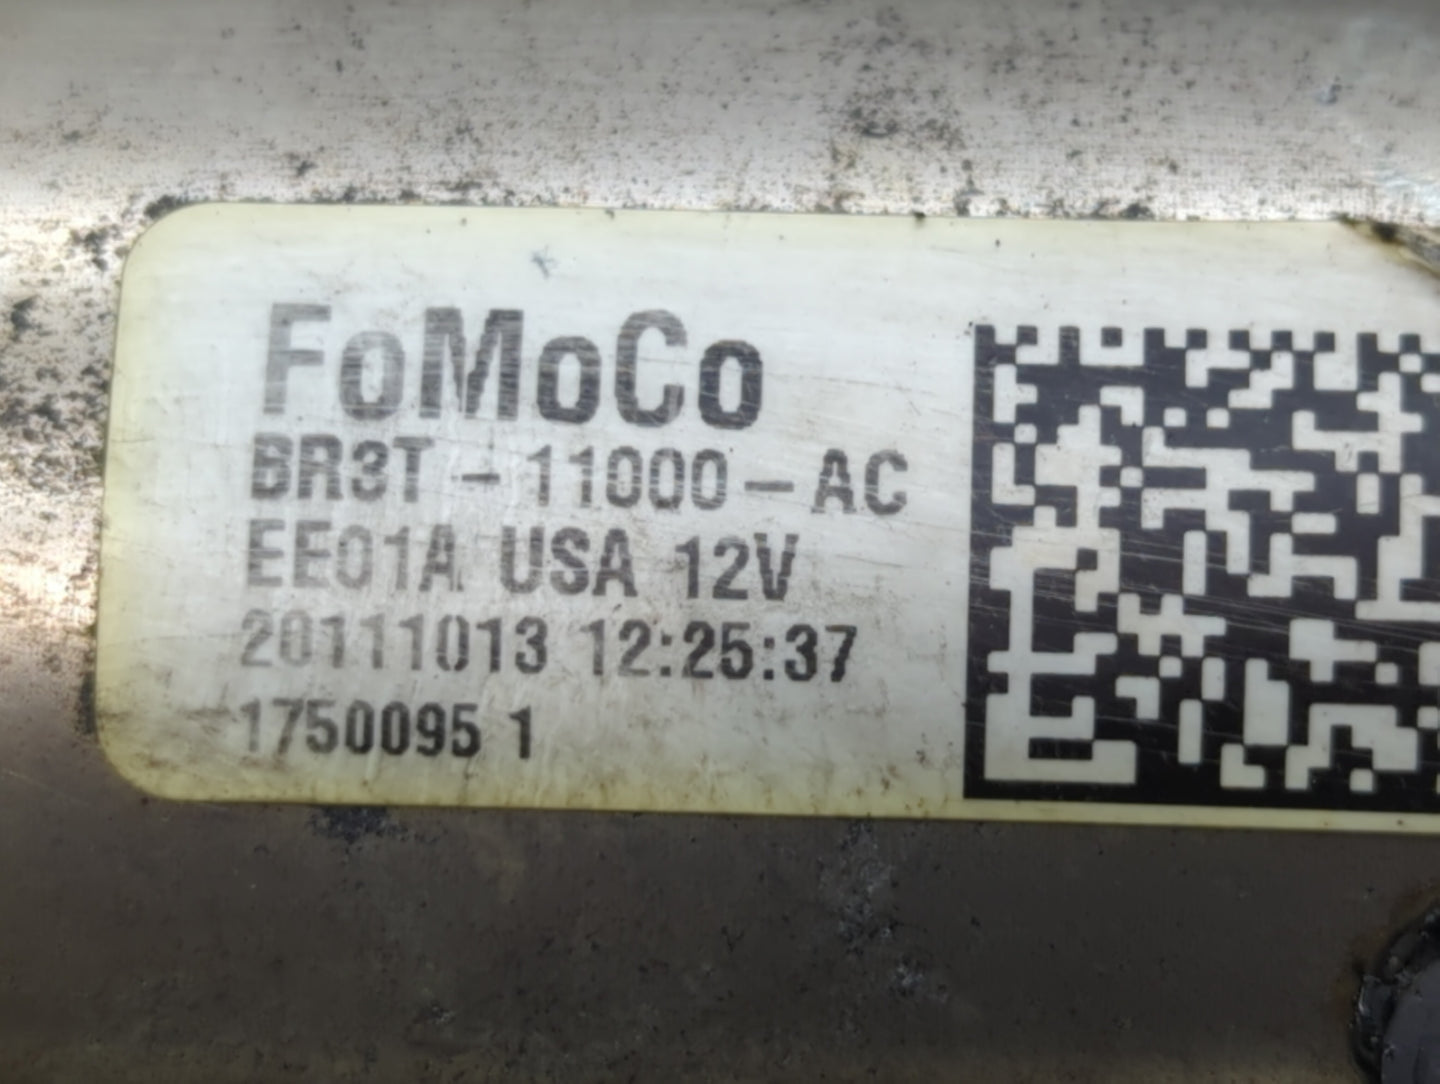 FoMoCo
BR3T - 11000 - AC
EE01A USA 12V
20111013 12:25:37
1750095 1